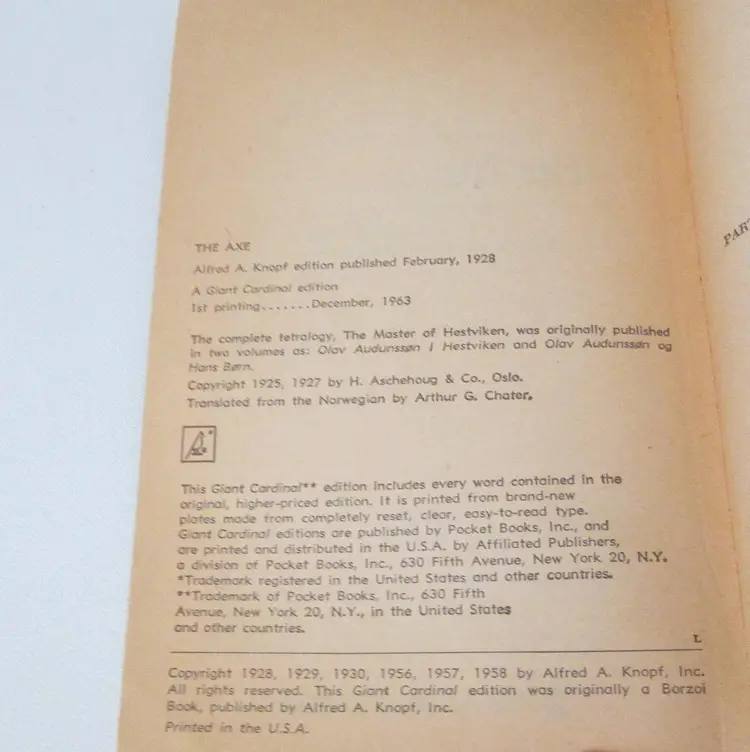 THE AXE
Alfred A. Knopf edition published February, 1928
A Giant Cardinal edition
1st printing.......December, 1963
The complete tetralogy, The Master of Hestviken, was originally published
in two volumes as: Olav Audunssøn I Hestviken and Olav Audunssøn og
Hans Børn.
Copyright 1925, 1927 by H. Aschehoug & Co., Oslo.
Translated from the Norwegian by Arthur G. Chater.
This Giant Cardinal** edition includes every word contained in the
original, higher-priced edition. It is printed from brand-new
plates made from completely reset, clear, easy-to-read type.
Giant Cardinal editions are published by Pocket Books, Inc., and
are printed and distributed in the U.S.A. by Affiliated Publishers,
a division of Pocket Books, Inc., 630 Fifth Avenue, New York 20, N.Y.
*Trademark registered in the United States and other countries.
**Trademark of Pocket Books, Inc., 630 Fifth
Avenue, New York 20, N.Y., in the United States
and other countries.
L
Copyright 1928, 1929, 1930, 1956, 1957, 1958 by Alfred A. Knopf, Inc.
All rights reserved. This Giant Cardinal edition was originally a Borzoi
Book, published by Alfred A. Knopf, Inc.
Printed in the U.S.A.
PAR